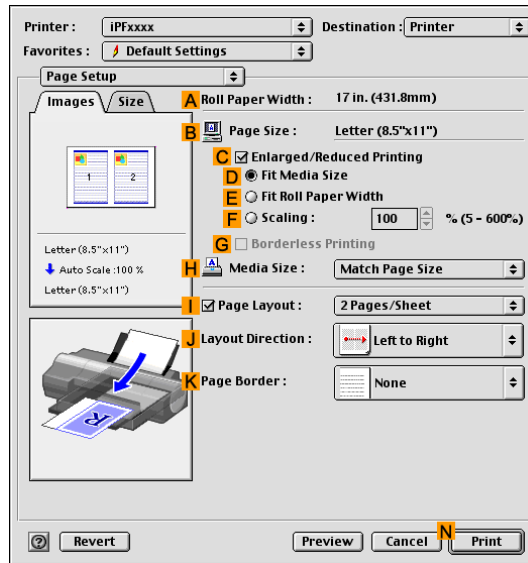 Printer : iPFxxxx Destination : Printer
Favorites : Default Settings
Page Setup
Images Size
A Roll Paper Width : 17 in. (431.8mm)
B Page Size : Letter (8.5"x11")
C Enlarged/Reduced Printing
D Fit Media Size
E Fit Roll Paper Width
F Scaling : 100 % (5 - 600%)
G Borderless Printing
H Media Size : Match Page Size
1 2
Letter (8.5"x11")
Auto Scale :100 %
Letter (8.5"x11")
I Page Layout : 2 Pages/Sheet
J Layout Direction : Left to Right
K Page Border : None
R
? Revert Preview Cancel N Print